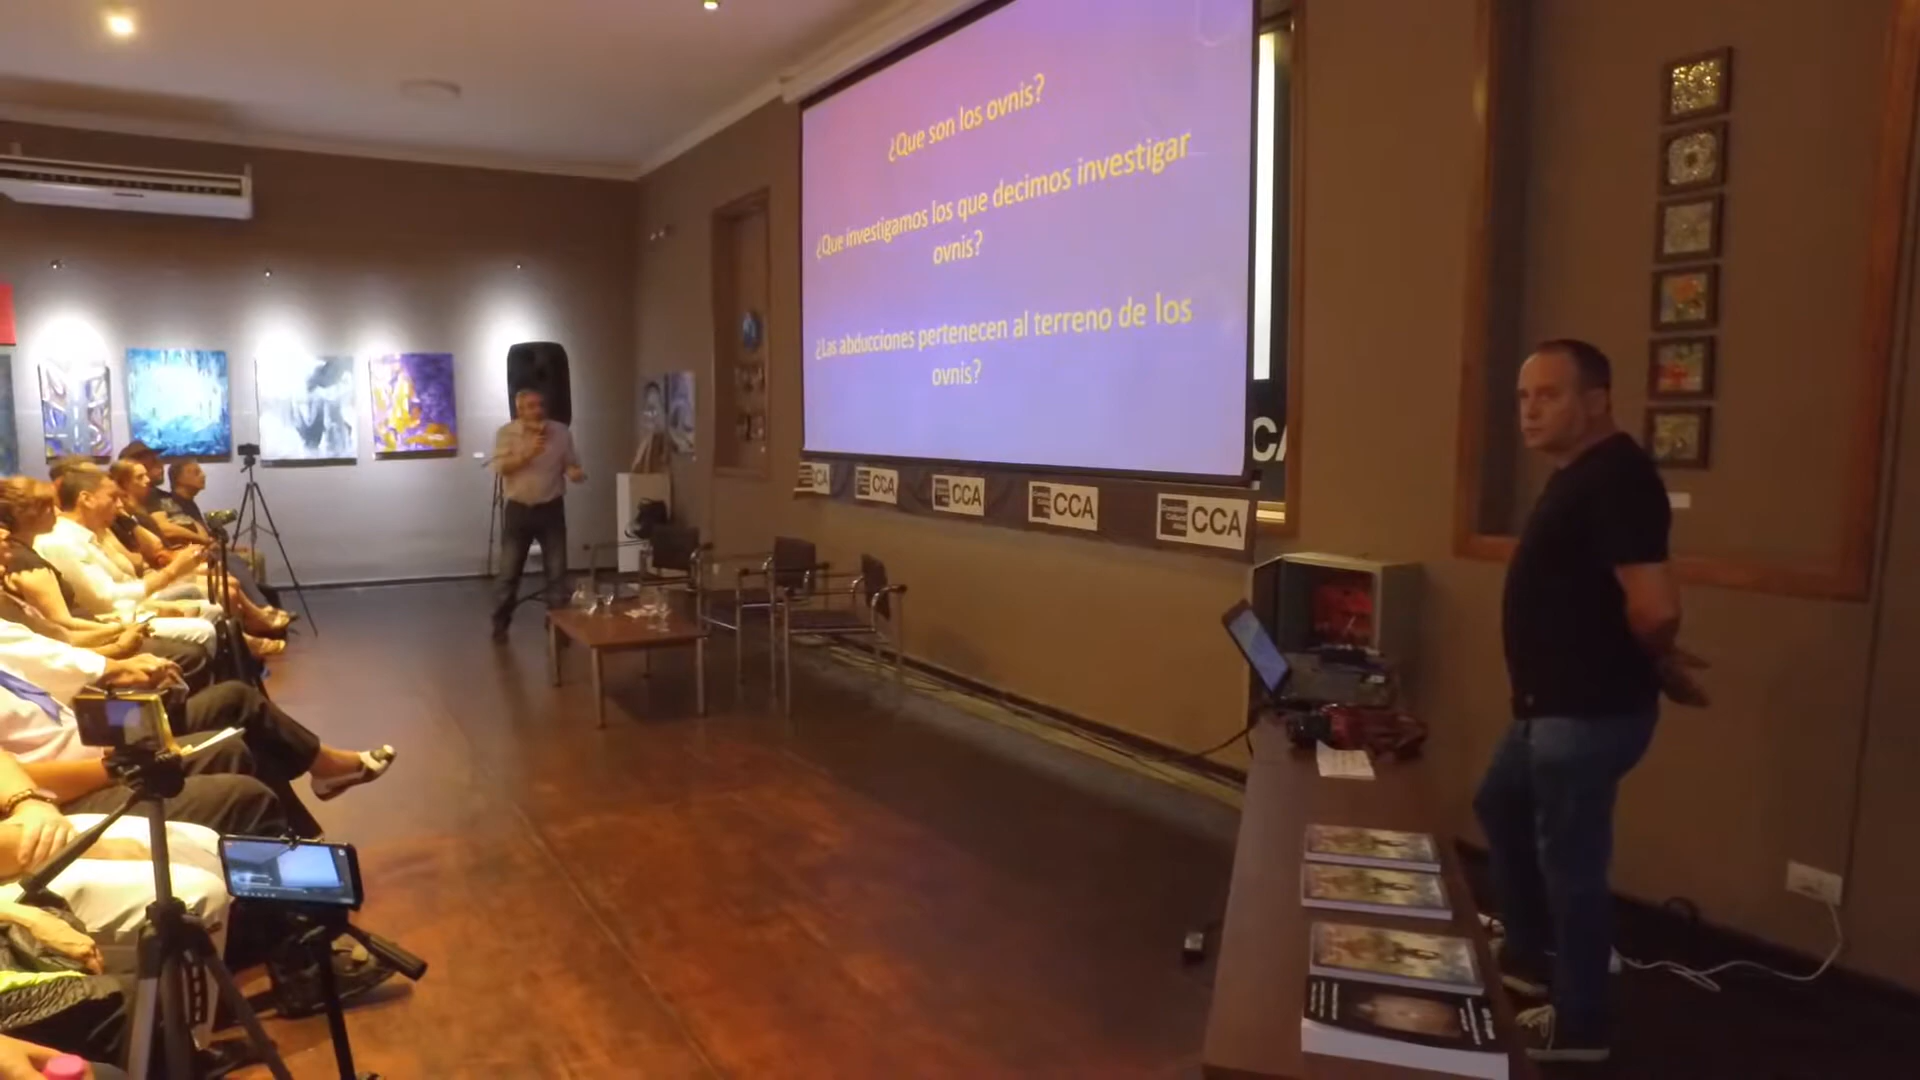 ¿Que son los ovnis?
¿Que investigamos los que decimos investigar
ovnis?
¿Las abducciones pertenecen al terreno de los
ovnis?
CCA
CCA
CCA
CCA
CCA